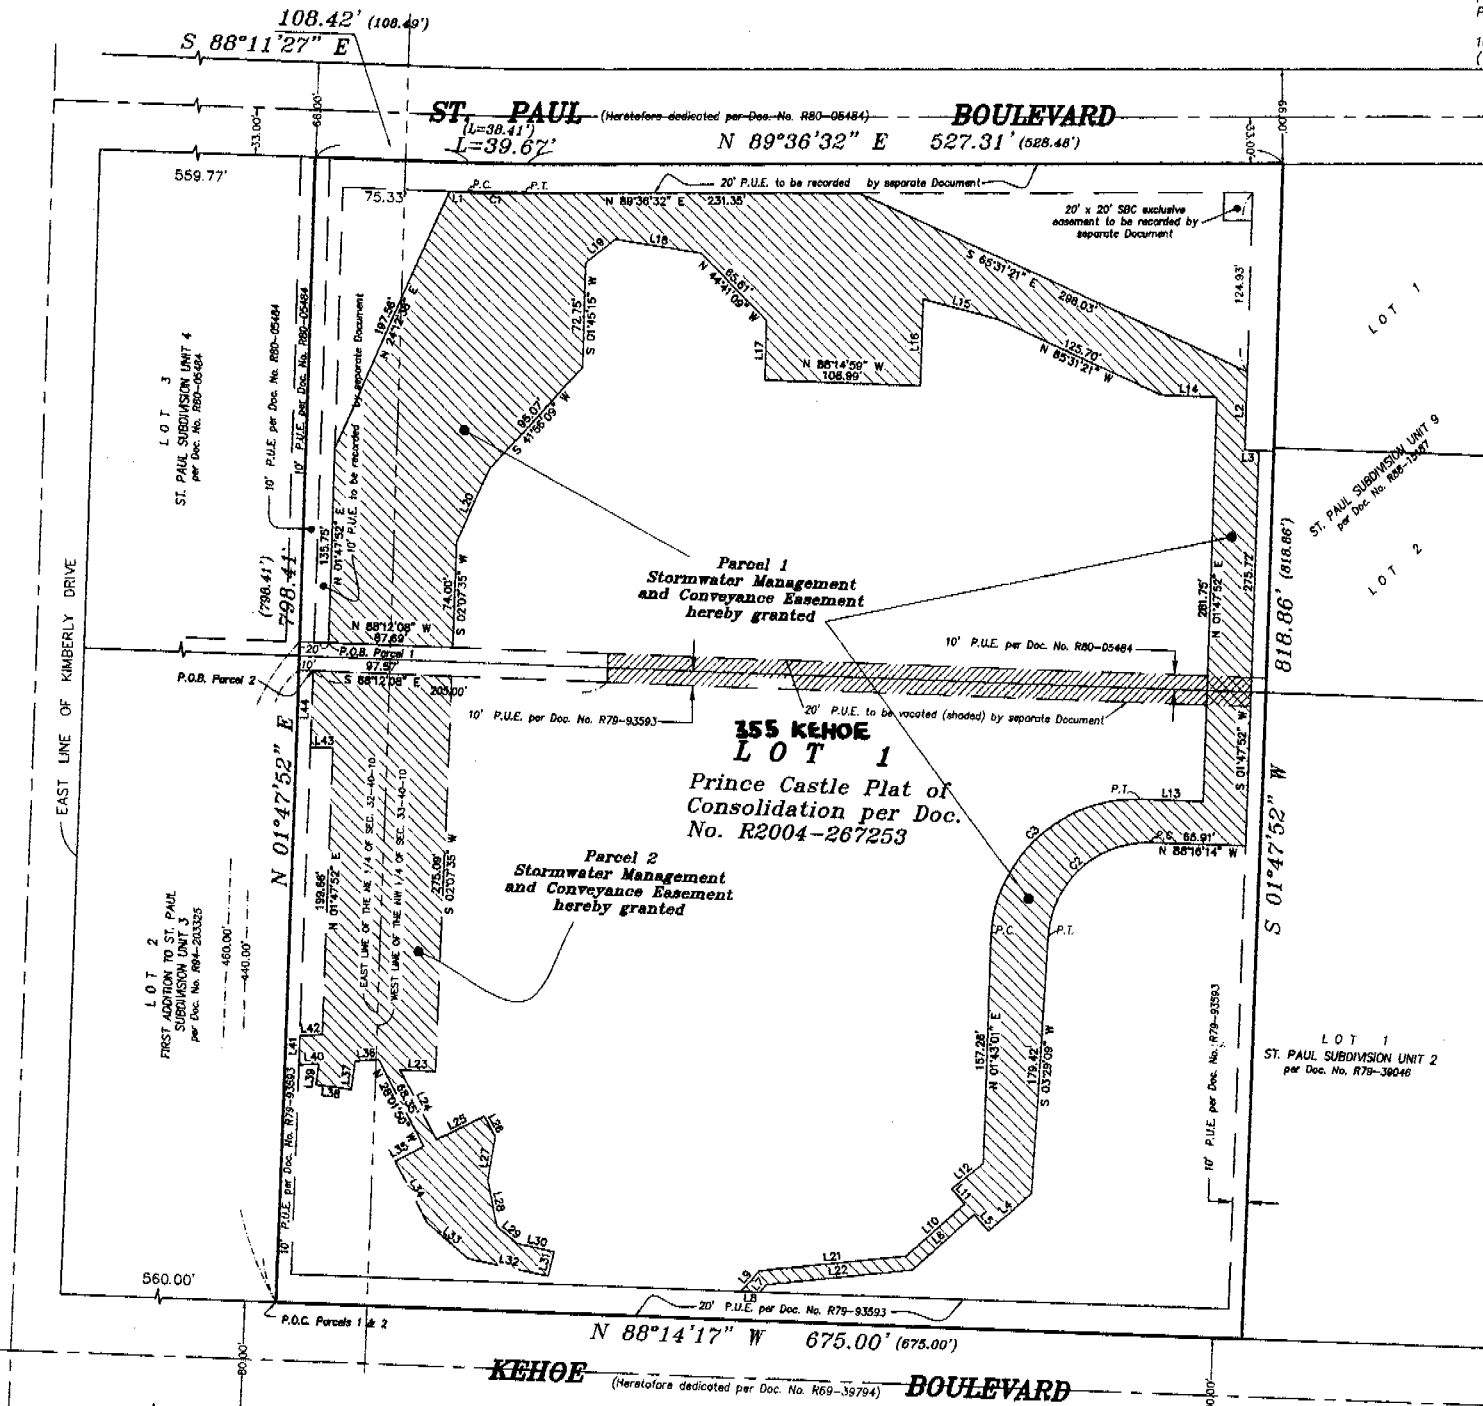 108.42' (108.49')
S 88°11'27" E
33.00'
68.00'
ST. PAUL (Heretofore dedicated per Doc. No. R80-05484) BOULEVARD
(L=38.41')
L=39.67'
N 89°36'32" E 527.31' (528.48')
33.00'
559.77'
75.33'
L1
P.C.
C1
P.T.
20' P.U.E. to be recorded by separate Document
N 89°36'32" E 231.35'
20' x 20' SBC exclusive
easement to be recorded by
separate Document
124.93'
S 65°31'21" E 298.03'
L19
L18
65.61'
N 44°41'09" W
72.75'
S 01°45'15" W
L17
N 88°14'59" W
108.99'
L16
L15
125.70'
N 65°31'21" W
L14
L2
L3
197.56'
N 24°12'38" E
95.07'
S 41°56'09" W
L20
LOT 1
LOT 3
ST. PAUL SUBDIVISION UNIT 4
per Doc. No. R80-05484
10' P.U.E. per Doc. No. R80-05484
10' P.U.E. per Doc. No. R80-05484
10' P.U.E. to be recorded by separate Document
135.75'
N 01°47'52" E
(798.41')
798.41'
74.00'
S 02°07'35" W
N 88°12'08" W
87.69'
ST. PAUL SUBDIVISION UNIT 9
per Doc. No.
LOT 2
281.75'
N 01°47'52" E
275.72'
818.86' (818.86')
EAST LINE OF KIMBERLY DRIVE
Parcel 1
Stormwater Management
and Conveyance Easement
hereby granted
20'
P.O.B. Parcel 1
10'
97.57'
S 88°12'08" E
205.00'
P.O.B. Parcel 2
10' P.U.E. per Doc. No. R80-05484
10' P.U.E. per Doc. No. R79-93593
20' P.U.E. to be vacated (shaded) by separate Document
355 KEHOE
LOT 1
Prince Castle Plat of
Consolidation per Doc.
No. R2004-267253
L44
L43
N 01°47'52" E
S 01°47'52" W
P.T.
L13
C3
C2
P.C. 66.91'
N 88°16'14" W
S 01°47'52" W
199.66'
N 01°47'52" E
EAST LINE OF THE NE 1/4 OF SEC. 32-40-10
WEST LINE OF THE NW 1/4 OF SEC. 33-40-10
275.09'
S 02°07'35" W
Parcel 2
Stormwater Management
and Conveyance Easement
hereby granted
LOT 2
FIRST ADDITION TO ST. PAUL
SUBDIVISION UNIT 3
per Doc. No. R94-203325
460.00'
440.00'
P.C.
P.T.
157.28'
N 01°43'01" E
179.42'
S 03°29'09" W
10' P.U.E. per Doc. No. R79-93593
LOT 1
ST. PAUL SUBDIVISION UNIT 2
per Doc. No. R79-39046
L42
L41
L40
L39
L38
L37
L36
L23
68.35'
N 28°01'50" W
L24
L25
L26
L27
L28
L29
L30
L31
L32
L33
L34
L35
10' P.U.E. per Doc. No. R79-93593
L12
L11
L4
L5
L10
L6
L21
L22
L9
L7
L8
560.00'
P.O.C. Parcels 1 & 2
20' P.U.E. per Doc. No. R79-93593
N 88°14'17" W 675.00' (675.00')
80.00'
KEHOE (Heretofore dedicated per Doc. No. R69-39794) BOULEVARD